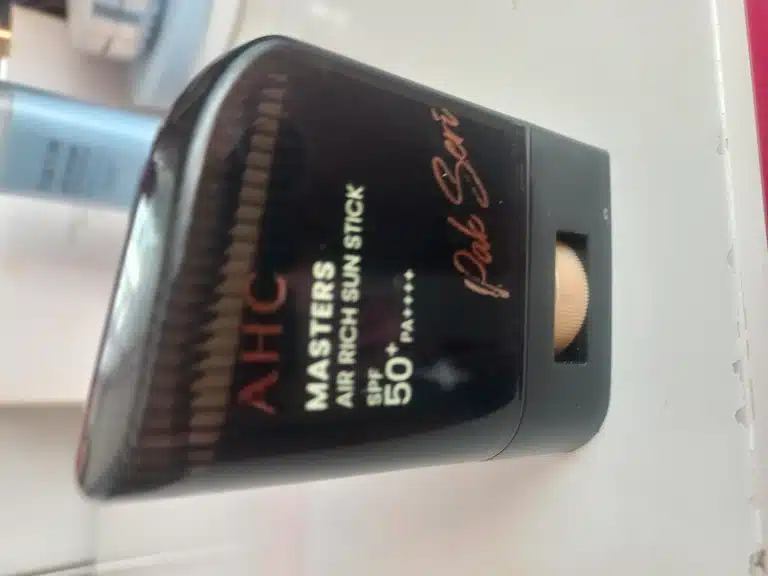 AHC
MASTERS
AIR RICH SUN STICK
SPF
50+ PA++++
Pak Seri